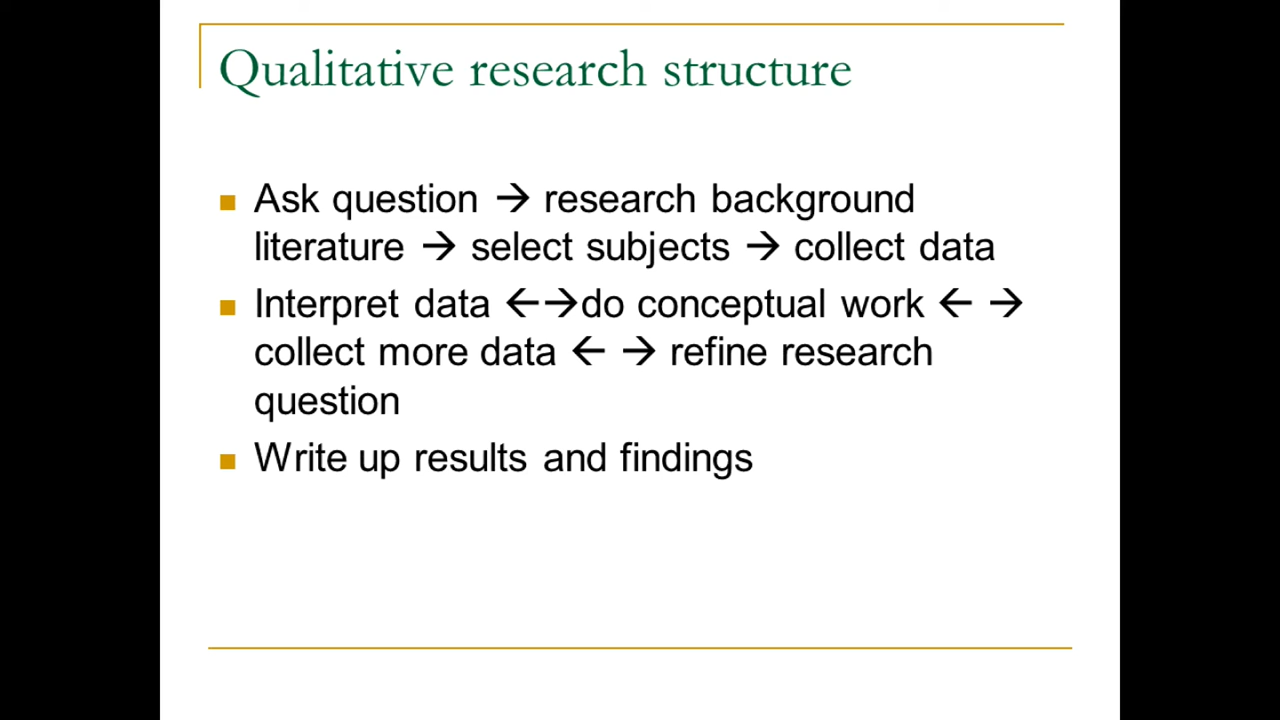 Qualitative research structure
■ Ask question → research background
literature → select subjects → collect data
■ Interpret data ←→do conceptual work ← →
collect more data ← → refine research
question
■ Write up results and findings